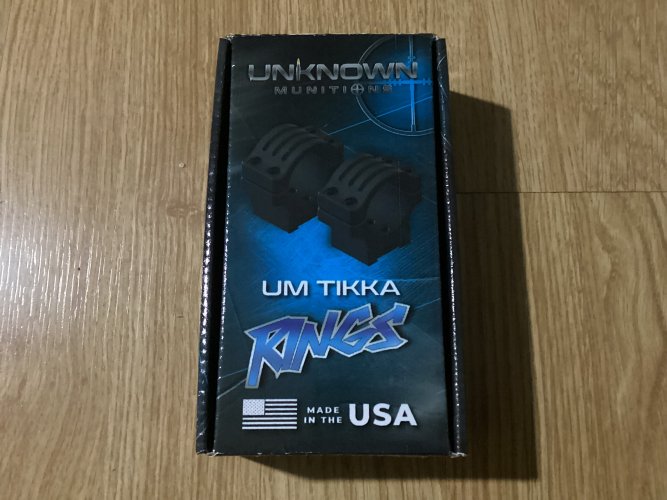 UNKNOWN
MUNITIONS
UM TIKKA
RINGS
MADE
IN THE USA